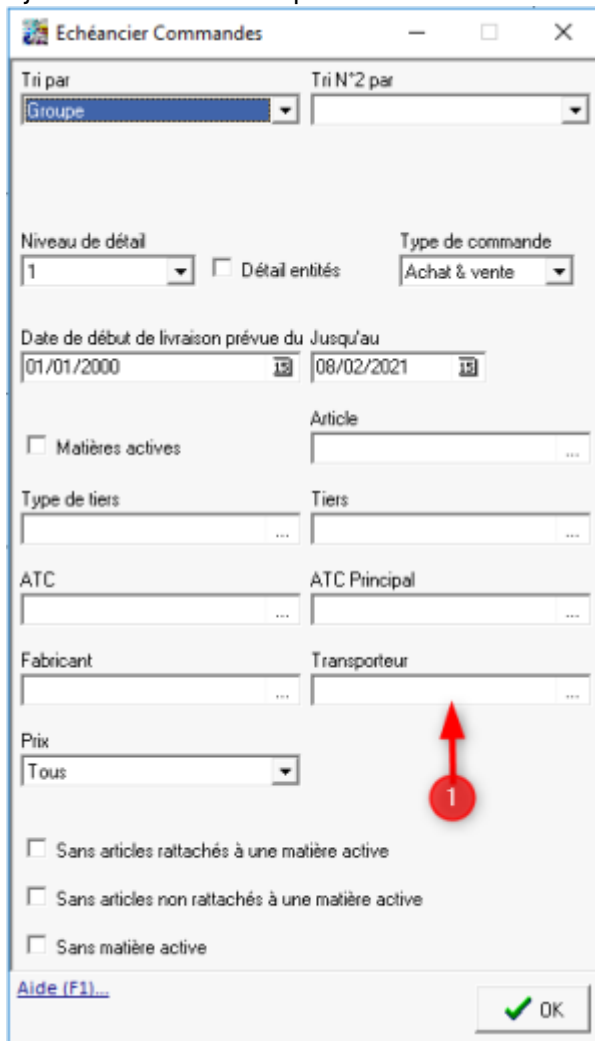 Echéancier Commandes
Tri par Tri N°2 par
Groupe
Niveau de détail Type de commande
1 Détail entités Achat & vente
Date de début de livraison prévue du Jusqu'au
01/01/2000 15 08/02/2021 15
Article
Matières actives ...
Type de tiers Tiers
... ...
ATC ATC Principal
... ...
Fabricant Transporteur
... ...
Prix
Tous
1
Sans articles rattachés à une matière active
Sans articles non rattachés à une matière active
Sans matière active
Aide (F1)...
OK